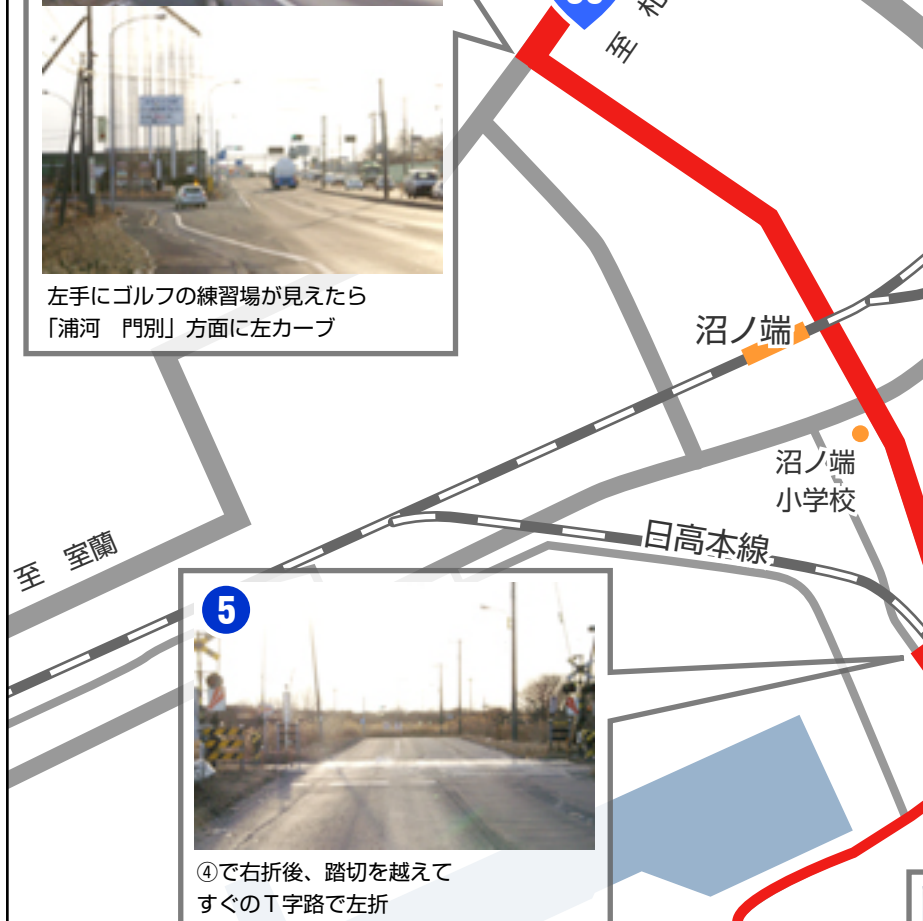 至 札
左手にゴルフの練習場が見えたら
「浦河　門別」方面に左カーブ
沼ノ端
沼ノ端
小学校
日高本線
至 室蘭
5
④で右折後、踏切を越えて
すぐのT字路で左折